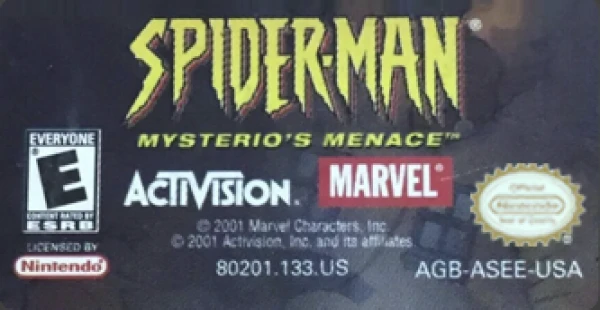 SPIDER-MAN
MYSTERIO'S MENACE™
EVERYONE
E
CONTENT RATED BY
ESRB
ACTIVISION.
MARVEL®
Official
Nintendo
Seal of Quality
© 2001 Marvel Characters, Inc.
© 2001 Activision, Inc. and its affiliates.
LICENSED BY
Nintendo®
80201.133.US
AGB-ASEE-USA